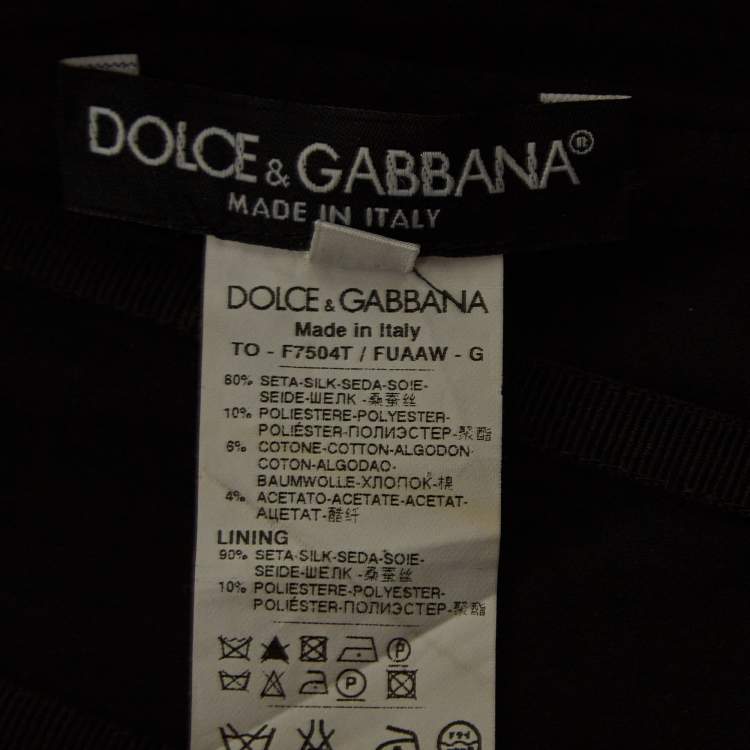 DOLCE & GABBANA®
MADE IN ITALY
DOLCE & GABBANA
Made in Italy
TO - F7504T / FUAAW - G
80% SETA-SILK-SEDA-SOIE-
SEIDE-ШЕЛК -桑蚕丝
10% POLIESTERE-POLYESTER-
POLIÉSTER-ПОЛИЭСТЕР-聚酯
6% COTONE-COTTON-ALGODON-
COTON-ALGODAO-
BAUMWOLLE-ХЛОПОК-棉
4% ACETATO-ACETATE-ACETAT-
АЦЕТАТ-醋纤
LINING
90% SETA-SILK-SEDA-SOIE-
SEIDE-ШЕЛК -桑蚕丝
10% POLIESTERE-POLYESTER-
POLIÉSTER-ПОЛИЭСТЕР-聚酯
P
P